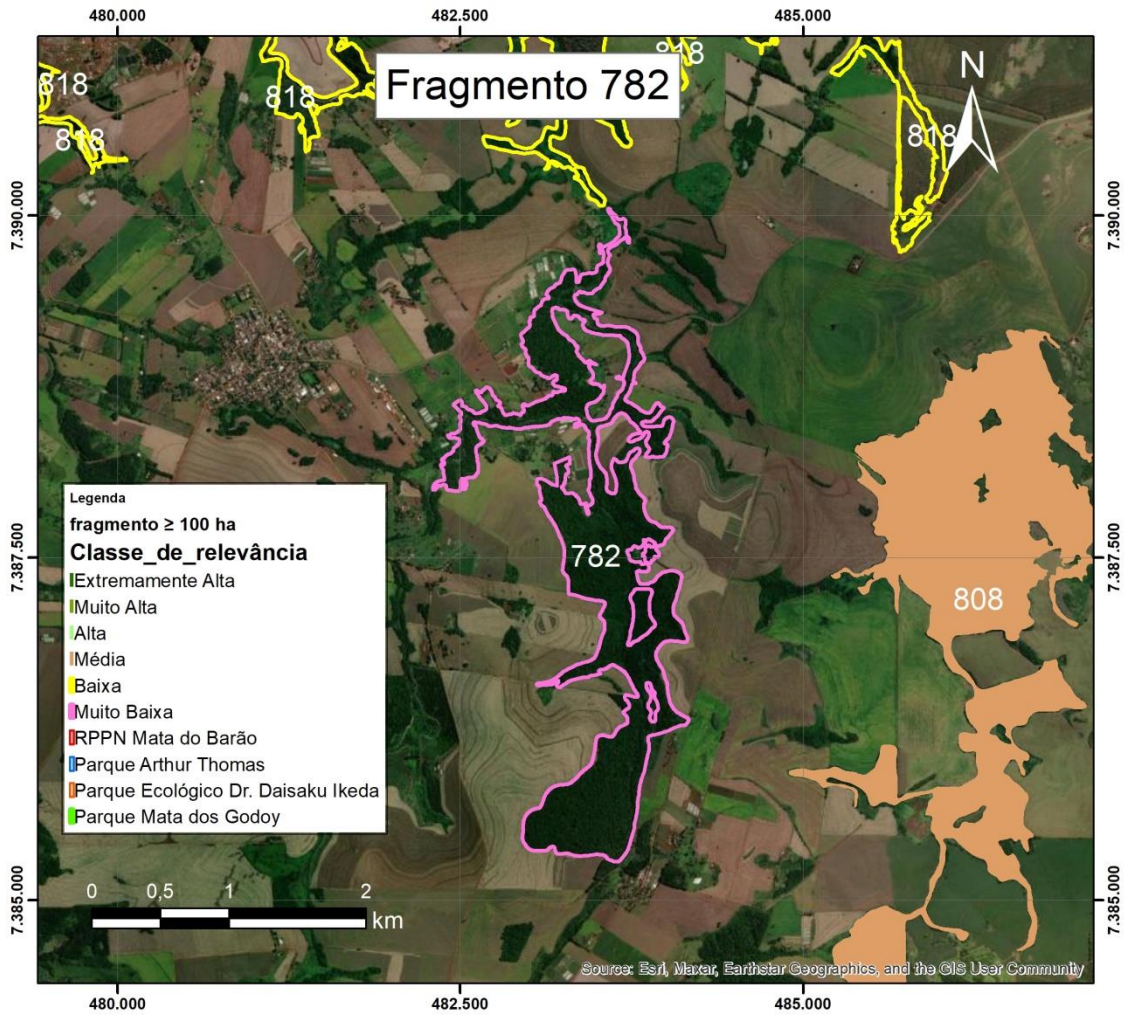 480.000
482.500
485.000
818
818
818
818
818
Fragmento 782
N
7.390.000
7.390.000
782
808
7.387.500
7.387.500
Legenda
fragmento ≥ 100 ha
Classe_de_relevância
Extremamente Alta
Muito Alta
Alta
Média
Baixa
Muito Baixa
RPPN Mata do Barão
Parque Arthur Thomas
Parque Ecológico Dr. Daisaku Ikeda
Parque Mata dos Godoy
0 0,5 1 2
km
7.385.000
7.385.000
Source: Esri, Maxar, Earthstar Geographics, and the GIS User Community
480.000
482.500
485.000